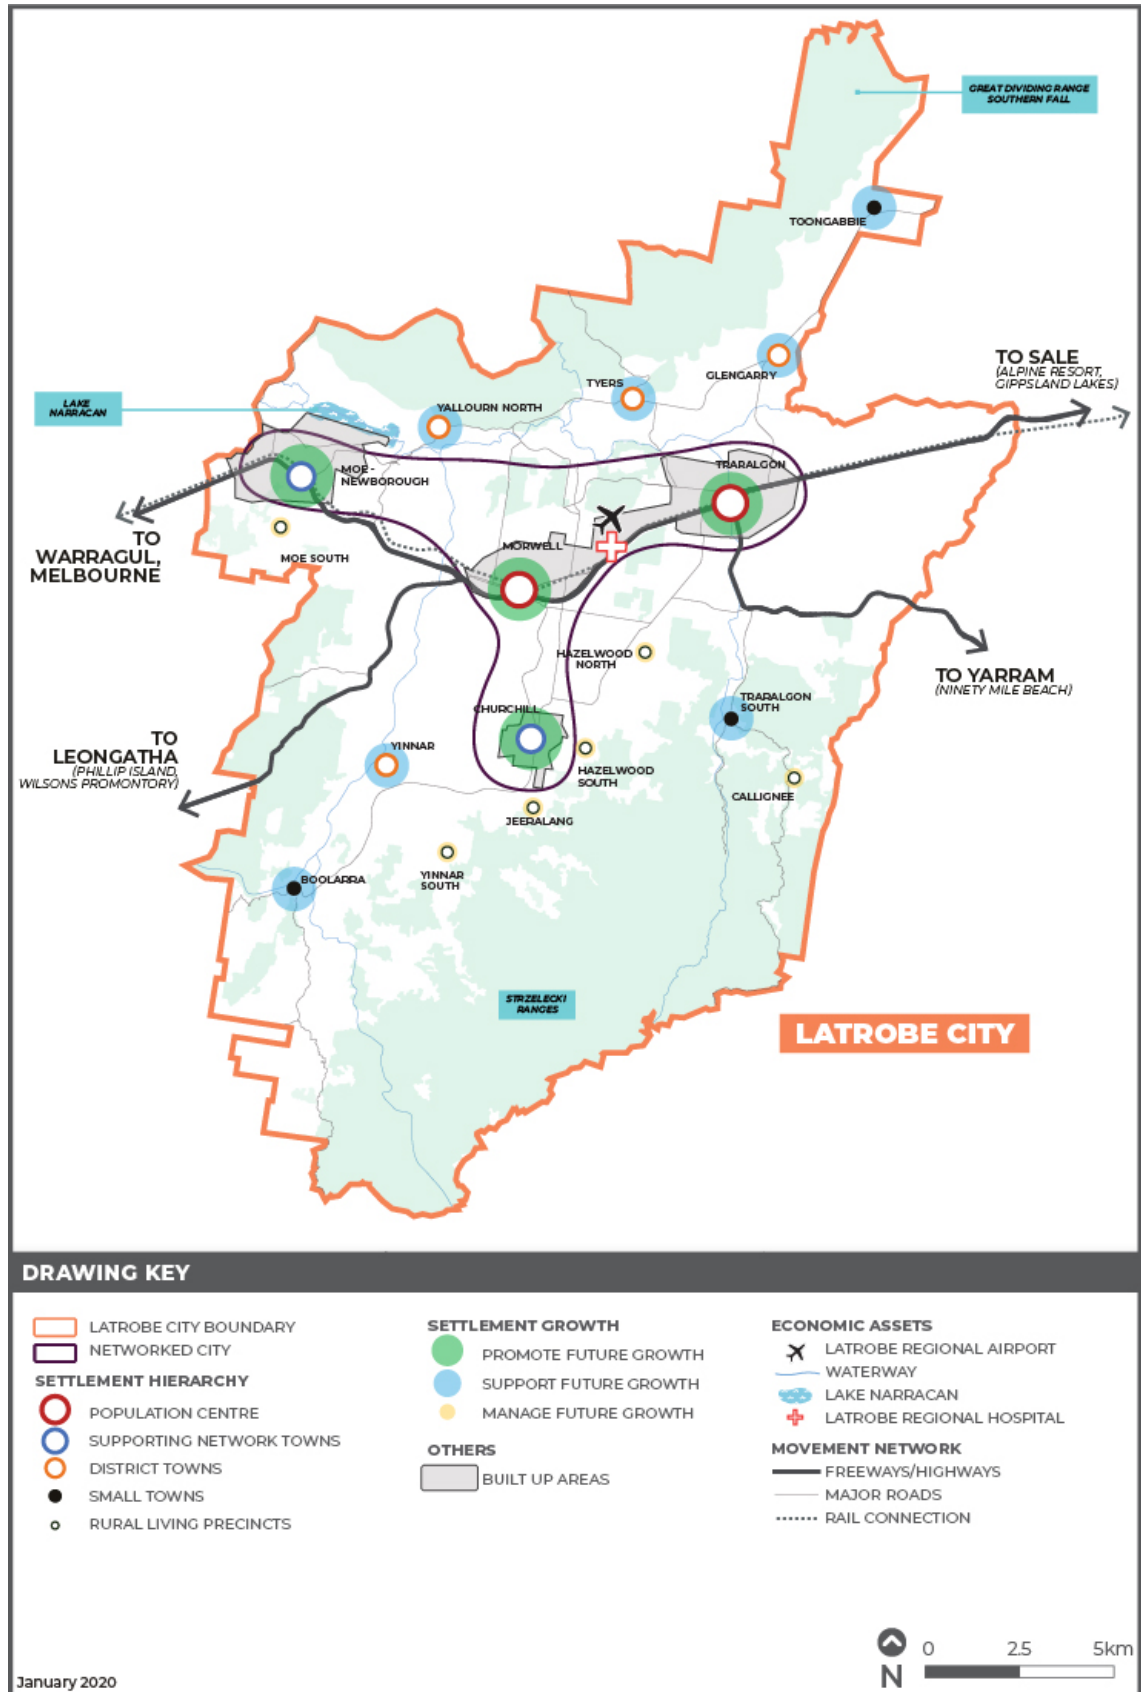 GREAT DIVIDING RANGE
SOUTHERN FALL
TOONGABBIE
TO SALE
(ALPINE RESORT,
GIPPSLAND LAKES)
GLENGARRY
TYERS
LAKE
NARRACAN
YALLOURN NORTH
TRARALGON
MOE -
NEWBOROUGH
TO
WARRAGUL,
MELBOURNE
MOE SOUTH
MORWELL
HAZELWOOD
NORTH
TO YARRAM
(NINETY MILE BEACH)
TRARALGON
SOUTH
CHURCHILL
TO
LEONGATHA
(PHILLIP ISLAND,
WILSONS PROMONTORY)
YINNAR
HAZELWOOD
SOUTH
CALLIGNEE
JEERALANG
YINNAR
SOUTH
BOOLARRA
STRZELECKI
RANGES
LATROBE CITY
DRAWING KEY
LATROBE CITY BOUNDARY
NETWORKED CITY
SETTLEMENT HIERARCHY
POPULATION CENTRE
SUPPORTING NETWORK TOWNS
DISTRICT TOWNS
SMALL TOWNS
RURAL LIVING PRECINCTS
SETTLEMENT GROWTH
PROMOTE FUTURE GROWTH
SUPPORT FUTURE GROWTH
MANAGE FUTURE GROWTH
OTHERS
BUILT UP AREAS
ECONOMIC ASSETS
LATROBE REGIONAL AIRPORT
WATERWAY
LAKE NARRACAN
LATROBE REGIONAL HOSPITAL
MOVEMENT NETWORK
FREEWAYS/HIGHWAYS
MAJOR ROADS
RAIL CONNECTION
0 2.5 5km
N
January 2020